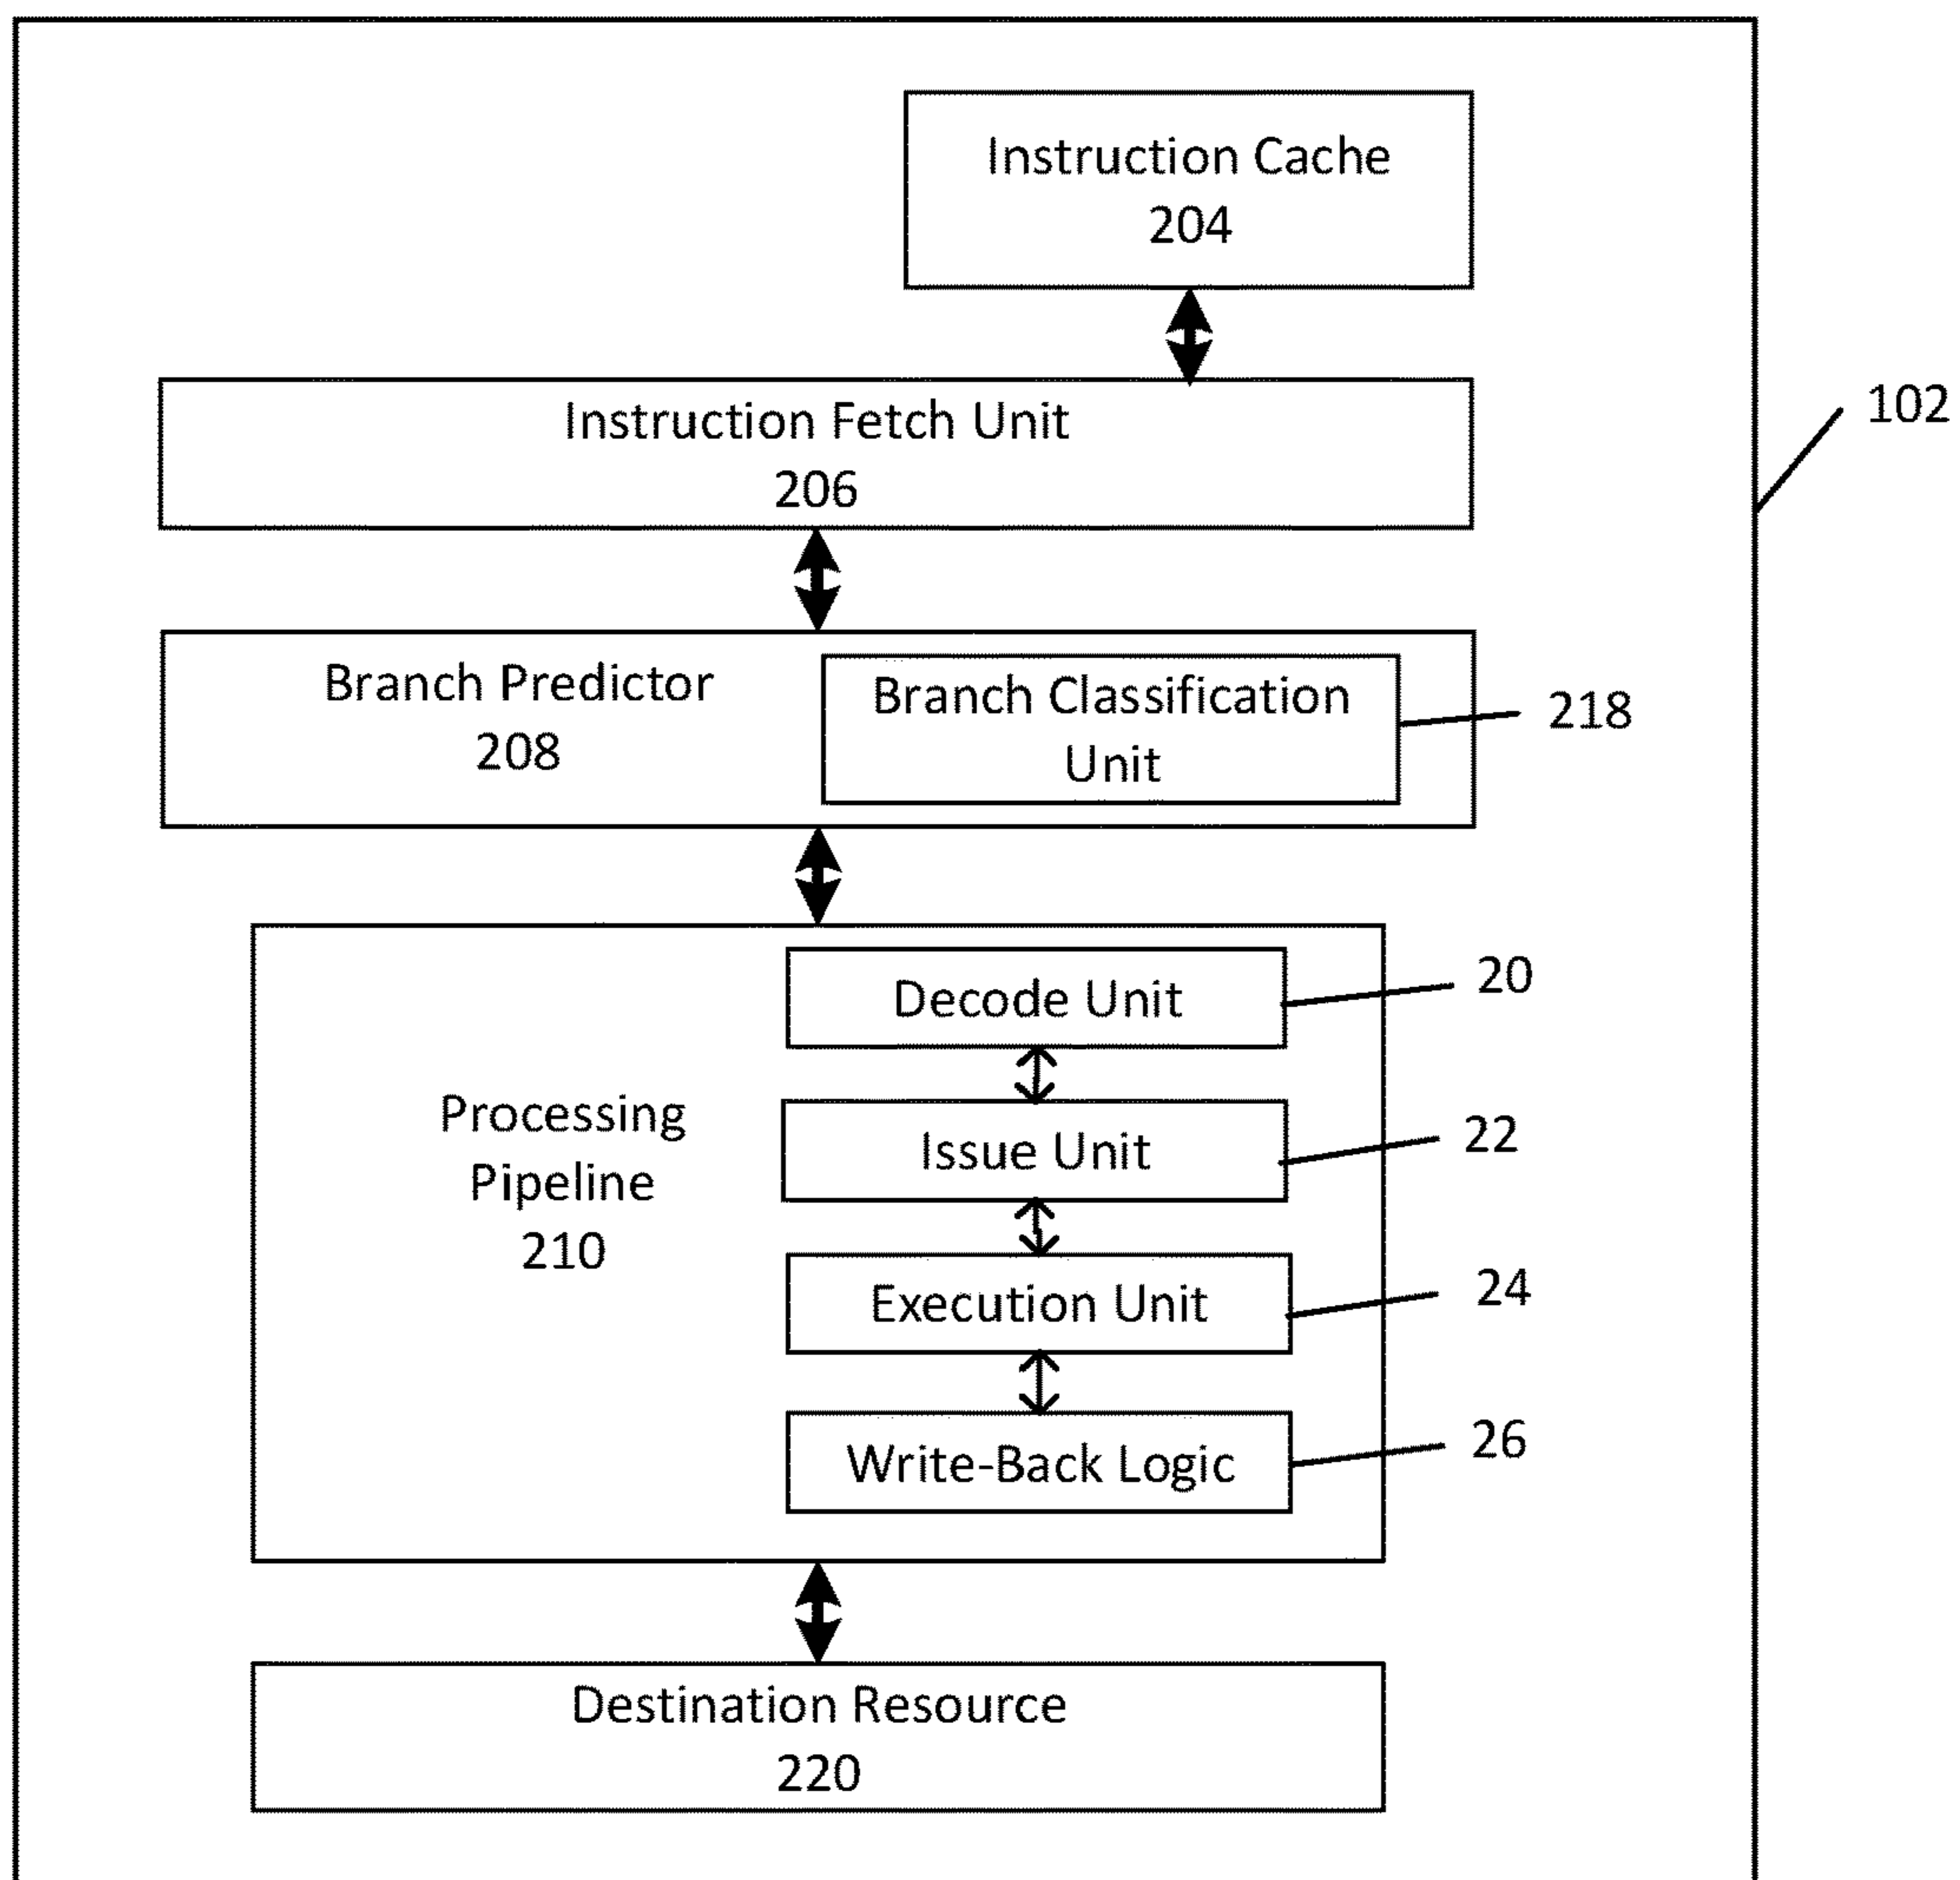 Instruction Cache
204
Instruction Fetch Unit
206
102
Branch Predictor
208
Branch Classification
Unit
218
Decode Unit
20
Processing
Pipeline
210
Issue Unit
22
Execution Unit
24
Write-Back Logic
26
Destination Resource
220